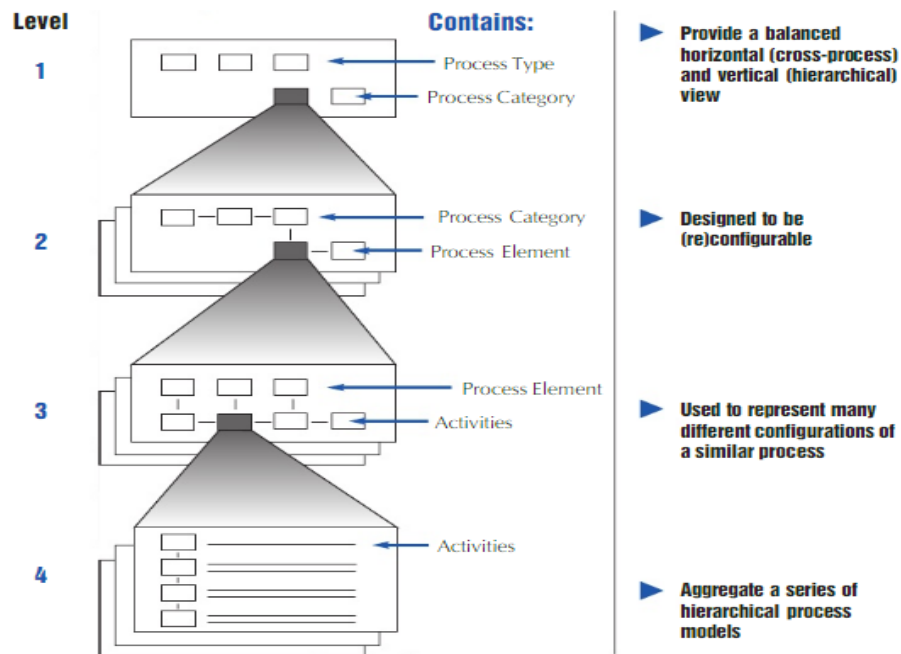 Level
Contains:
1
Process Type
Process Category
Provide a balanced
horizontal (cross-process)
and vertical (hierarchical)
view
2
Process Category
Process Element
Designed to be
(re)configurable
3
Process Element
Activities
Used to represent many
different configurations of
a similar process
4
Activities
Aggregate a series of
hierarchical process
models